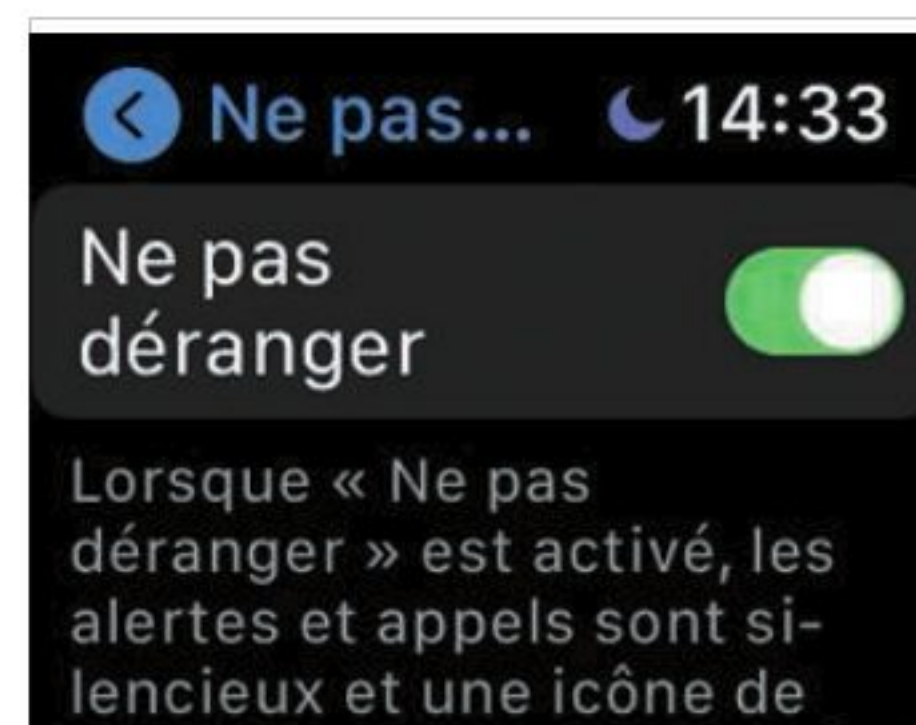 Ne pas... 14:33
Ne pas
déranger
Lorsque « Ne pas
déranger » est activé, les
alertes et appels sont si-
lencieux et une icône de